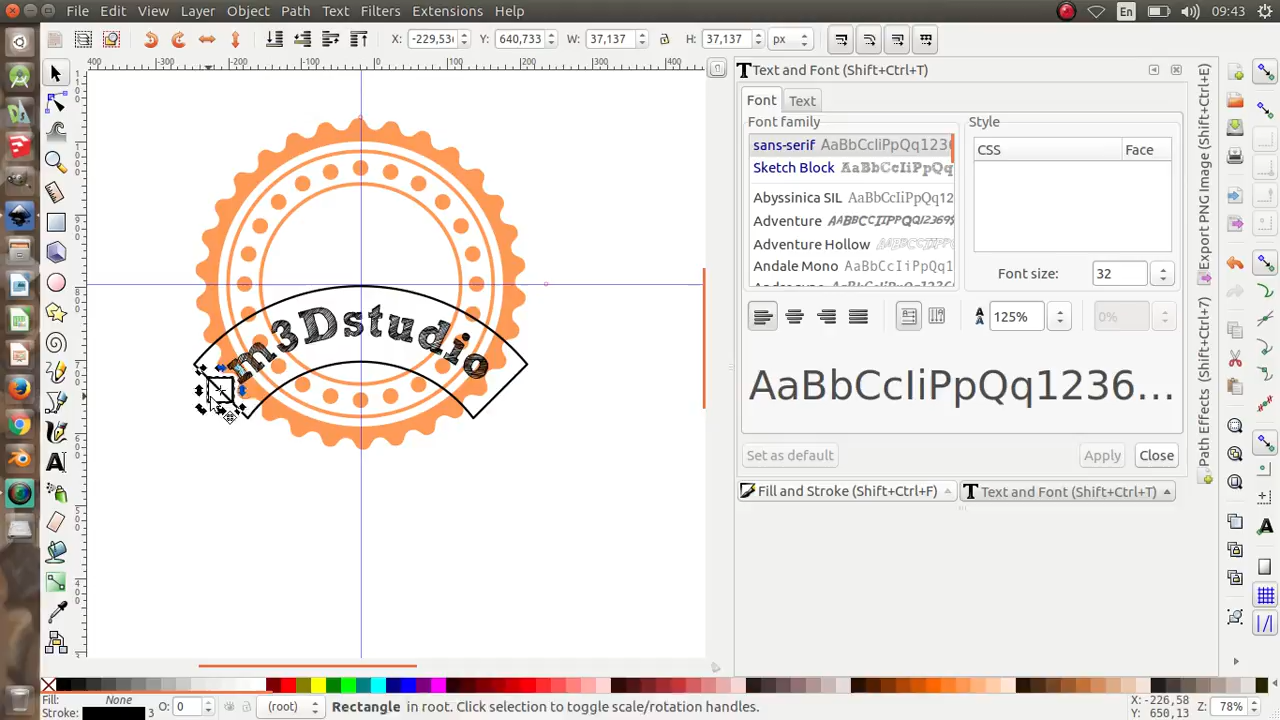 File Edit View Layer Object Path Text Filters Extensions Help
En
09:43
X: -229,53 Y: 640,733 W: 37,137 H: 37,137 px
Text and Font (Shift+Ctrl+T)
Font Text
Font family
sans-serif AaBbCcIiPpQq1236
Sketch Block AaBbCcIiPpQq
Abyssinica SIL AaBbCcIiPpQq12
Adventure AaBbCcIiPpQq12369$
Adventure Hollow AaBbCcIiPpQq
Andale Mono AaBbCcIiPpQq1
Style
CSS Face
Font size: 32
125% 0%
AaBbCcIiPpQq1236...
Set as default Apply Close
Fill and Stroke (Shift+Ctrl+F) Text and Font (Shift+Ctrl+T)
Export PNG Image (Shift+Ctrl+E)
Path Effects (Shift+Ctrl+7)
m3Dstudio
Fill: None
Stroke: 3
O: 0
(root)
Rectangle in root. Click selection to toggle scale/rotation handles.
X: -226,58
Y: 650,13
Z: 78%